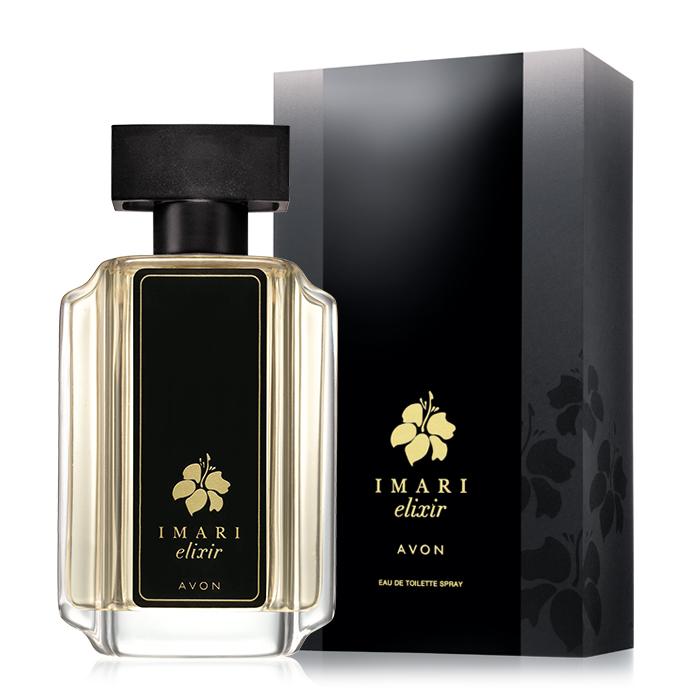 IMARI
elixir
AVON
IMARI
elixir
AVON
EAU DE TOILETTE SPRAY